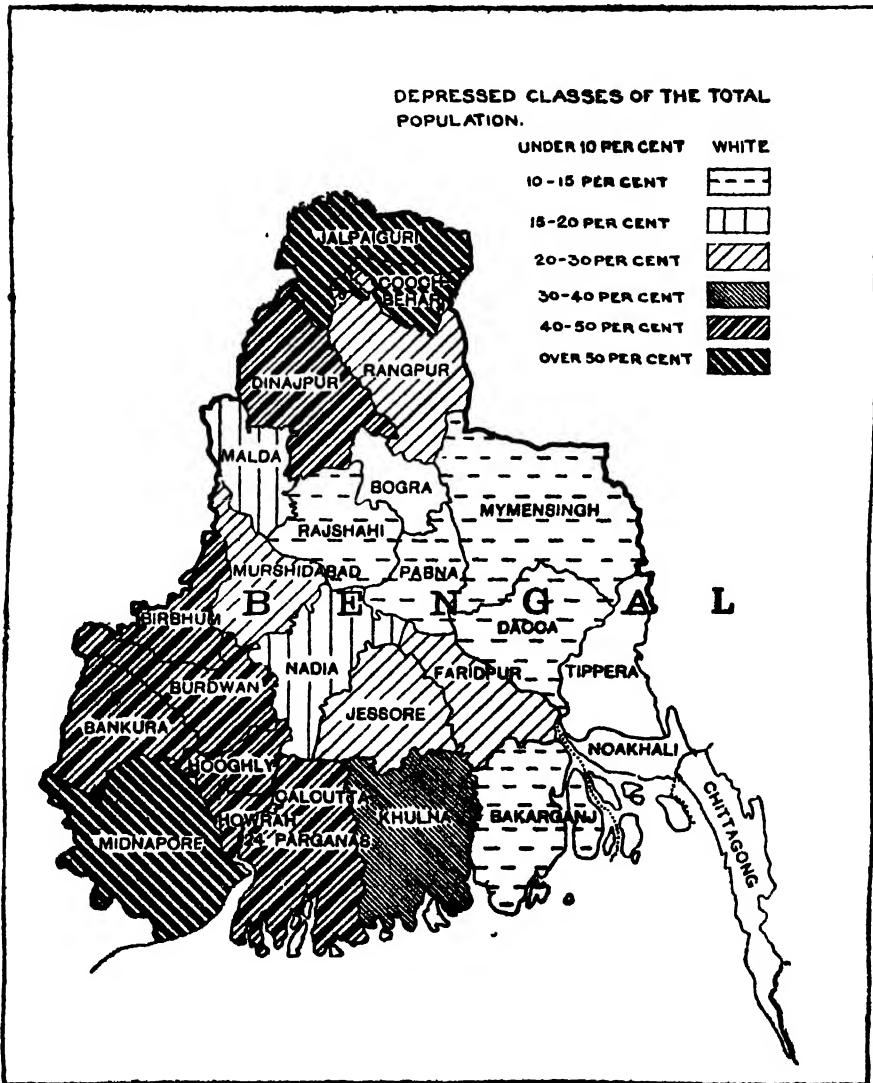 DEPRESSED CLASSES OF THE TOTAL
POPULATION.
UNDER 10 PER CENT WHITE
10-15 PER CENT
15-20 PER CENT
20-30 PER CENT
30-40 PER CENT
40-50 PER CENT
OVER 50 PER CENT
JALPAIGURI
COOCH
BEHAR
DINAJPUR
RANGPUR
MALDA
BOGRA
MYMENSINGH
RAJSHAHI
MURSHIDABAD
PABNA
BENGAL
BIRBHUM
DACCA
NADIA
FARIDPUR
TIPPERA
BURDWAN
JESSORE
BANKURA
NOAKHALI
HOOGHLY
CALCUTTA
HOWRAH
KHULNA
BAKARGANJ
CHITTAGONG
24 PARGANAS
MIDNAPORE